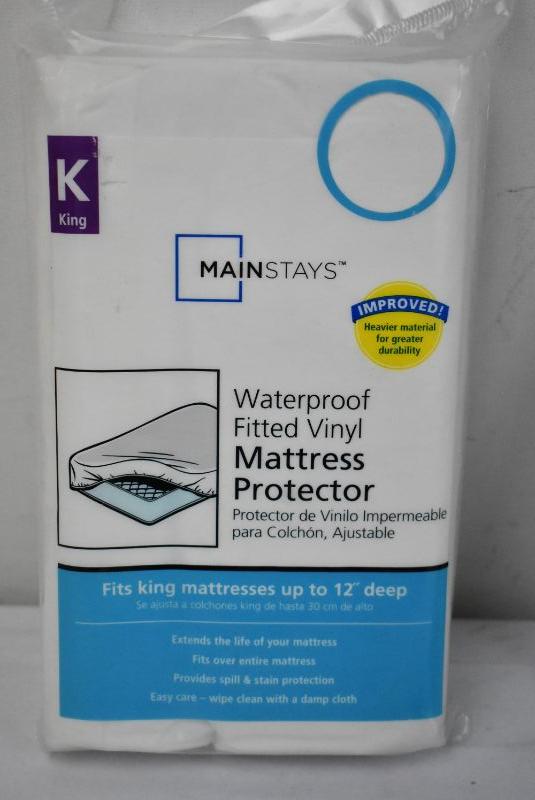 K
King
MAINSTAYS™
IMPROVED!
Heavier material
for greater
durability
Waterproof
Fitted Vinyl
Mattress
Protector
Protector de Vinilo Impermeable
para Colchón, Ajustable
Fits king mattresses up to 12" deep
Se ajusta a colchones king de hasta 30 cm de alto
Extends the life of your mattress
Fits over entire mattress
Provides spill & stain protection
Easy care – wipe clean with a damp cloth